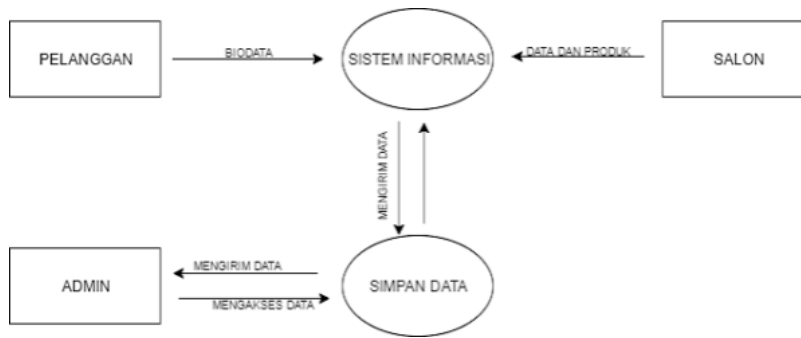 PELANGGAN
BIODATA
SISTEM INFORMASI
DATA DAN PRODUK
SALON
MENGIRIM DATA
ADMIN
MENGIRIM DATA
MENGAKSES DATA
SIMPAN DATA